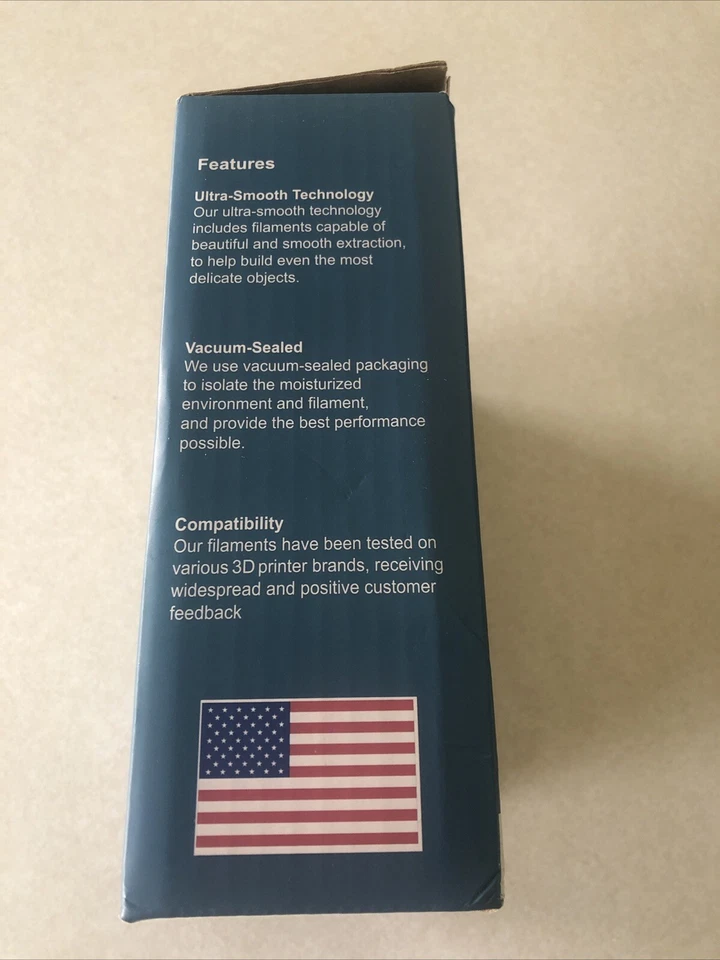 Features
Ultra-Smooth Technology
Our ultra-smooth technology
includes filaments capable of
beautiful and smooth extraction,
to help build even the most
delicate objects.
Vacuum-Sealed
We use vacuum-sealed packaging
to isolate the moisturized
environment and filament,
and provide the best performance
possible.
Compatibility
Our filaments have been tested on
various 3D printer brands, receiving
widespread and positive customer
feedback